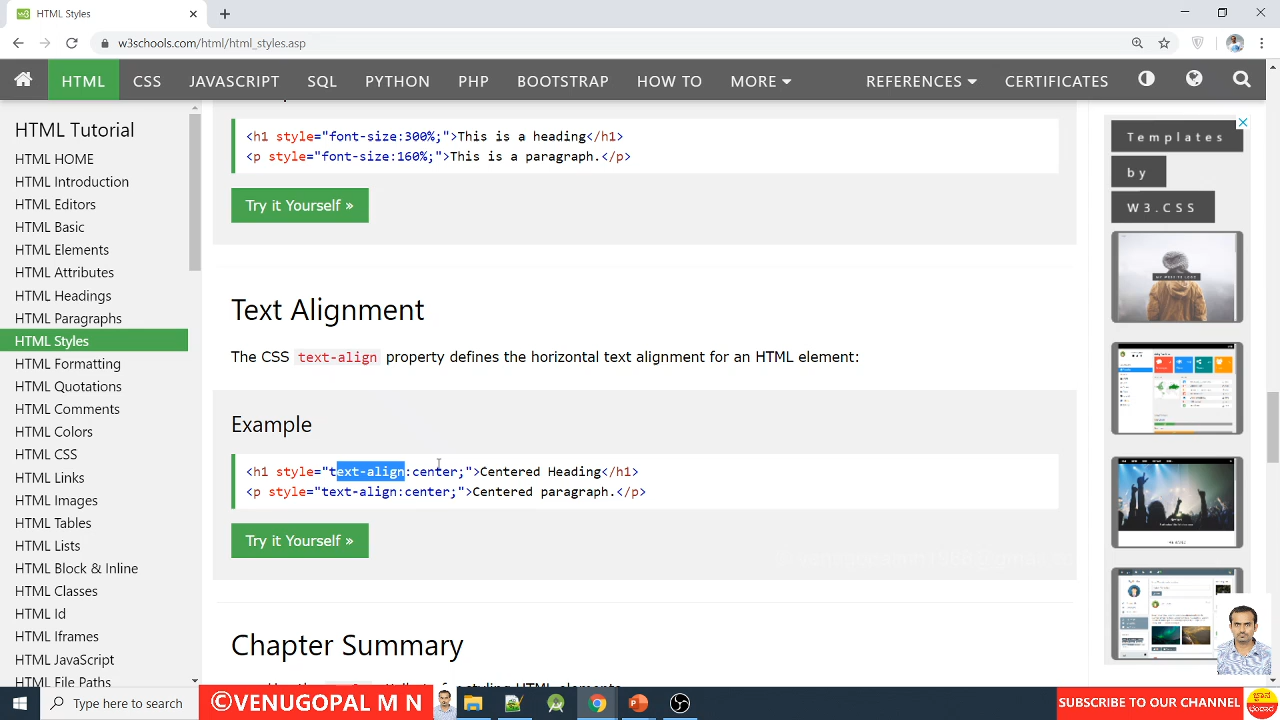 HTML Styles
w3schools.com/html/html_styles.asp
HTML CSS JAVASCRIPT SQL PYTHON PHP BOOTSTRAP HOW TO MORE REFERENCES CERTIFICATES
HTML Tutorial
HTML HOME
HTML Introduction
HTML Editors
HTML Basic
HTML Elements
HTML Attributes
HTML Headings
HTML Paragraphs
HTML Styles
HTML Formatting
HTML Quotations
HTML Comments
HTML Colors
HTML CSS
HTML Links
HTML Images
HTML Tables
HTML Lists
HTML Block & Inline
HTML Classes
HTML Id
HTML Iframes
HTML JavaScript
HTML File Paths
<h1 style="font-size:300%;">This is a heading</h1>
<p style="font-size:160%;">This is a paragraph.</p>
Try it Yourself »
Text Alignment
The CSS text-align property defines the horizontal text alignment for an HTML element:
Example
<h1 style="text-align:center;">Centered Heading</h1>
<p style="text-align:center;">Centered paragraph.</p>
Try it Yourself »
Chapter Summary
Templates
by
W3.CSS
Type here to search
©VENUGOPAL M N
SUBSCRIBE TO OUR CHANNEL